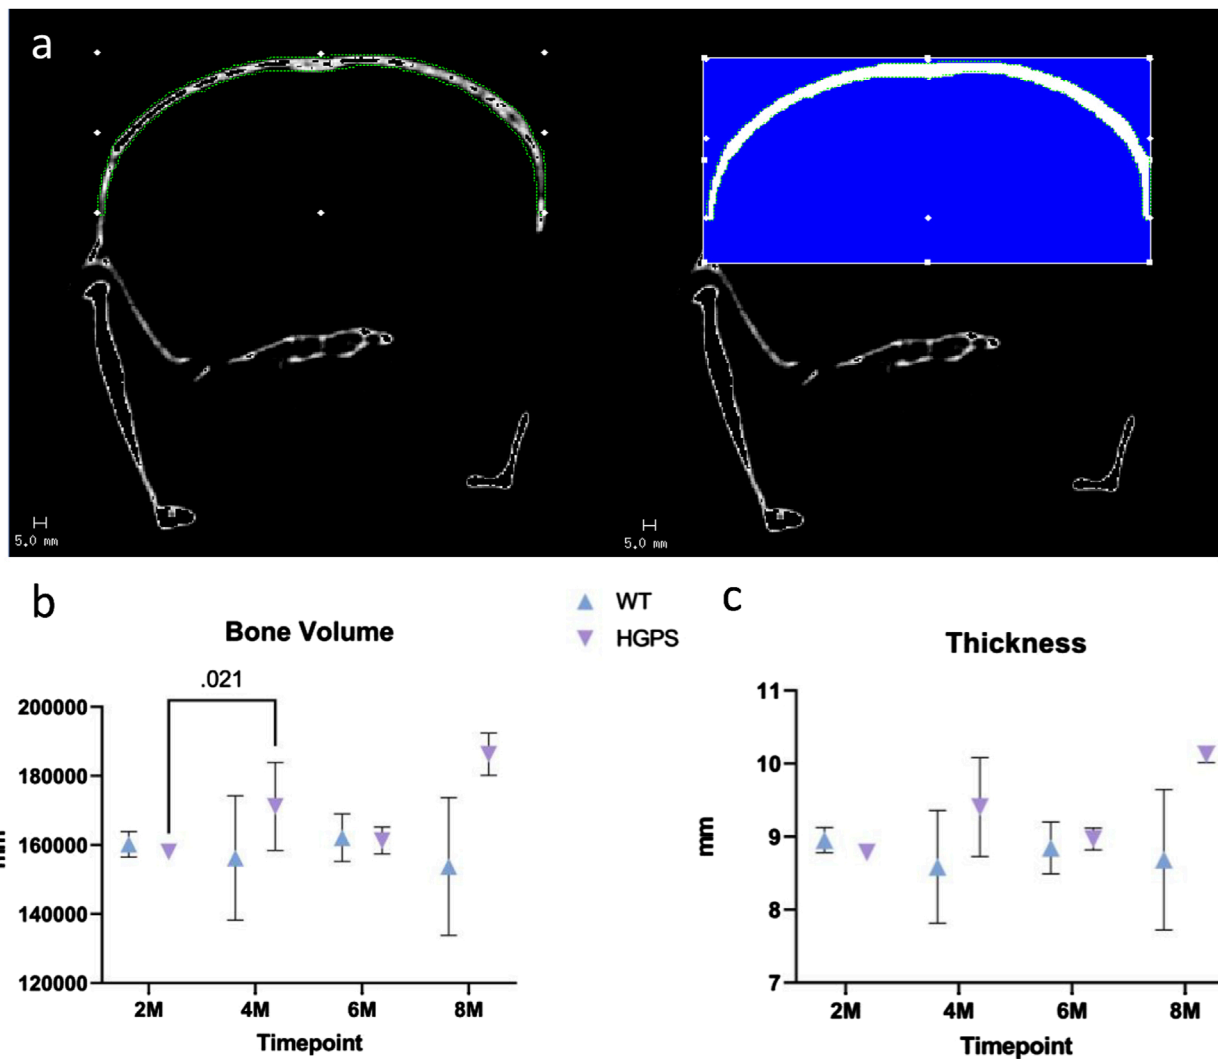 a
5.0 mm
5.0 mm
b
WT
HGPS
c
Bone Volume
Thickness
.021
200000
180000
160000
140000
120000
2M 4M 6M 8M
Timepoint
mm
11
10
9
8
7
2M 4M 6M 8M
Timepoint